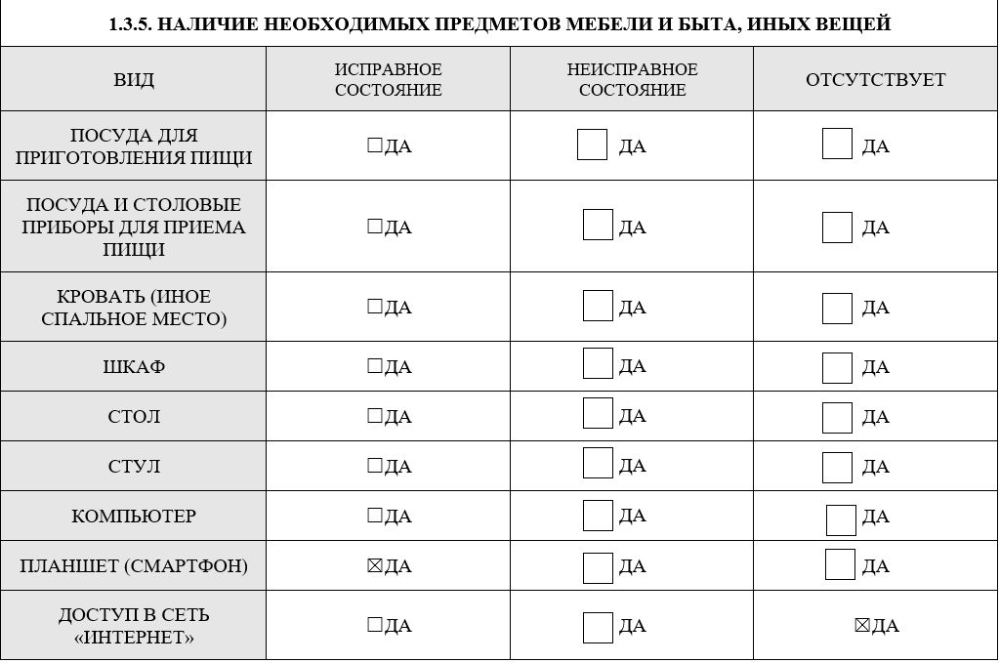 1.3.5. НАЛИЧИЕ НЕОБХОДИМЫХ ПРЕДМЕТОВ МЕБЕЛИ И БЫТА, ИНЫХ ВЕЩЕЙ
ВИД
ИСПРАВНОЕ
СОСТОЯНИЕ
НЕИСПРАВНОЕ
СОСТОЯНИЕ
ОТСУТСТВУЕТ
ПОСУДА ДЛЯ
ПРИГОТОВЛЕНИЯ ПИЩИ
☐ДА
☐ ДА
☐ ДА
ПОСУДА И СТОЛОВЫЕ
ПРИБОРЫ ДЛЯ ПРИЕМА
ПИЩИ
☐ДА
☐ ДА
☐ ДА
КРОВАТЬ (ИНОЕ
СПАЛЬНОЕ МЕСТО)
☐ДА
☐ ДА
☐ ДА
ШКАФ
☐ДА
☐ ДА
☐ ДА
СТОЛ
☐ДА
☐ ДА
☐ ДА
СТУЛ
☐ДА
☐ ДА
☐ ДА
КОМПЬЮТЕР
☐ДА
☐ ДА
☐ ДА
ПЛАНШЕТ (СМАРТФОН)
☒ДА
☐ ДА
☐ ДА
ДОСТУП В СЕТЬ
«ИНТЕРНЕТ»
☐ДА
☐ ДА
☒ДА